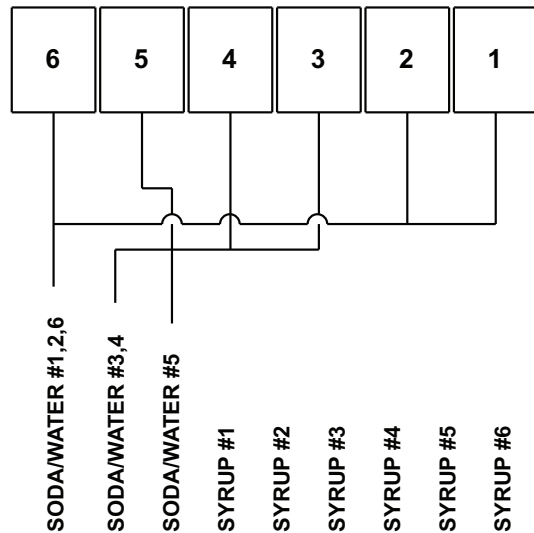 6 5 4 3 2 1
SODA/WATER #1,2,6
SODA/WATER #3,4
SODA/WATER #5
SYRUP #1
SYRUP #2
SYRUP #3
SYRUP #4
SYRUP #5
SYRUP #6